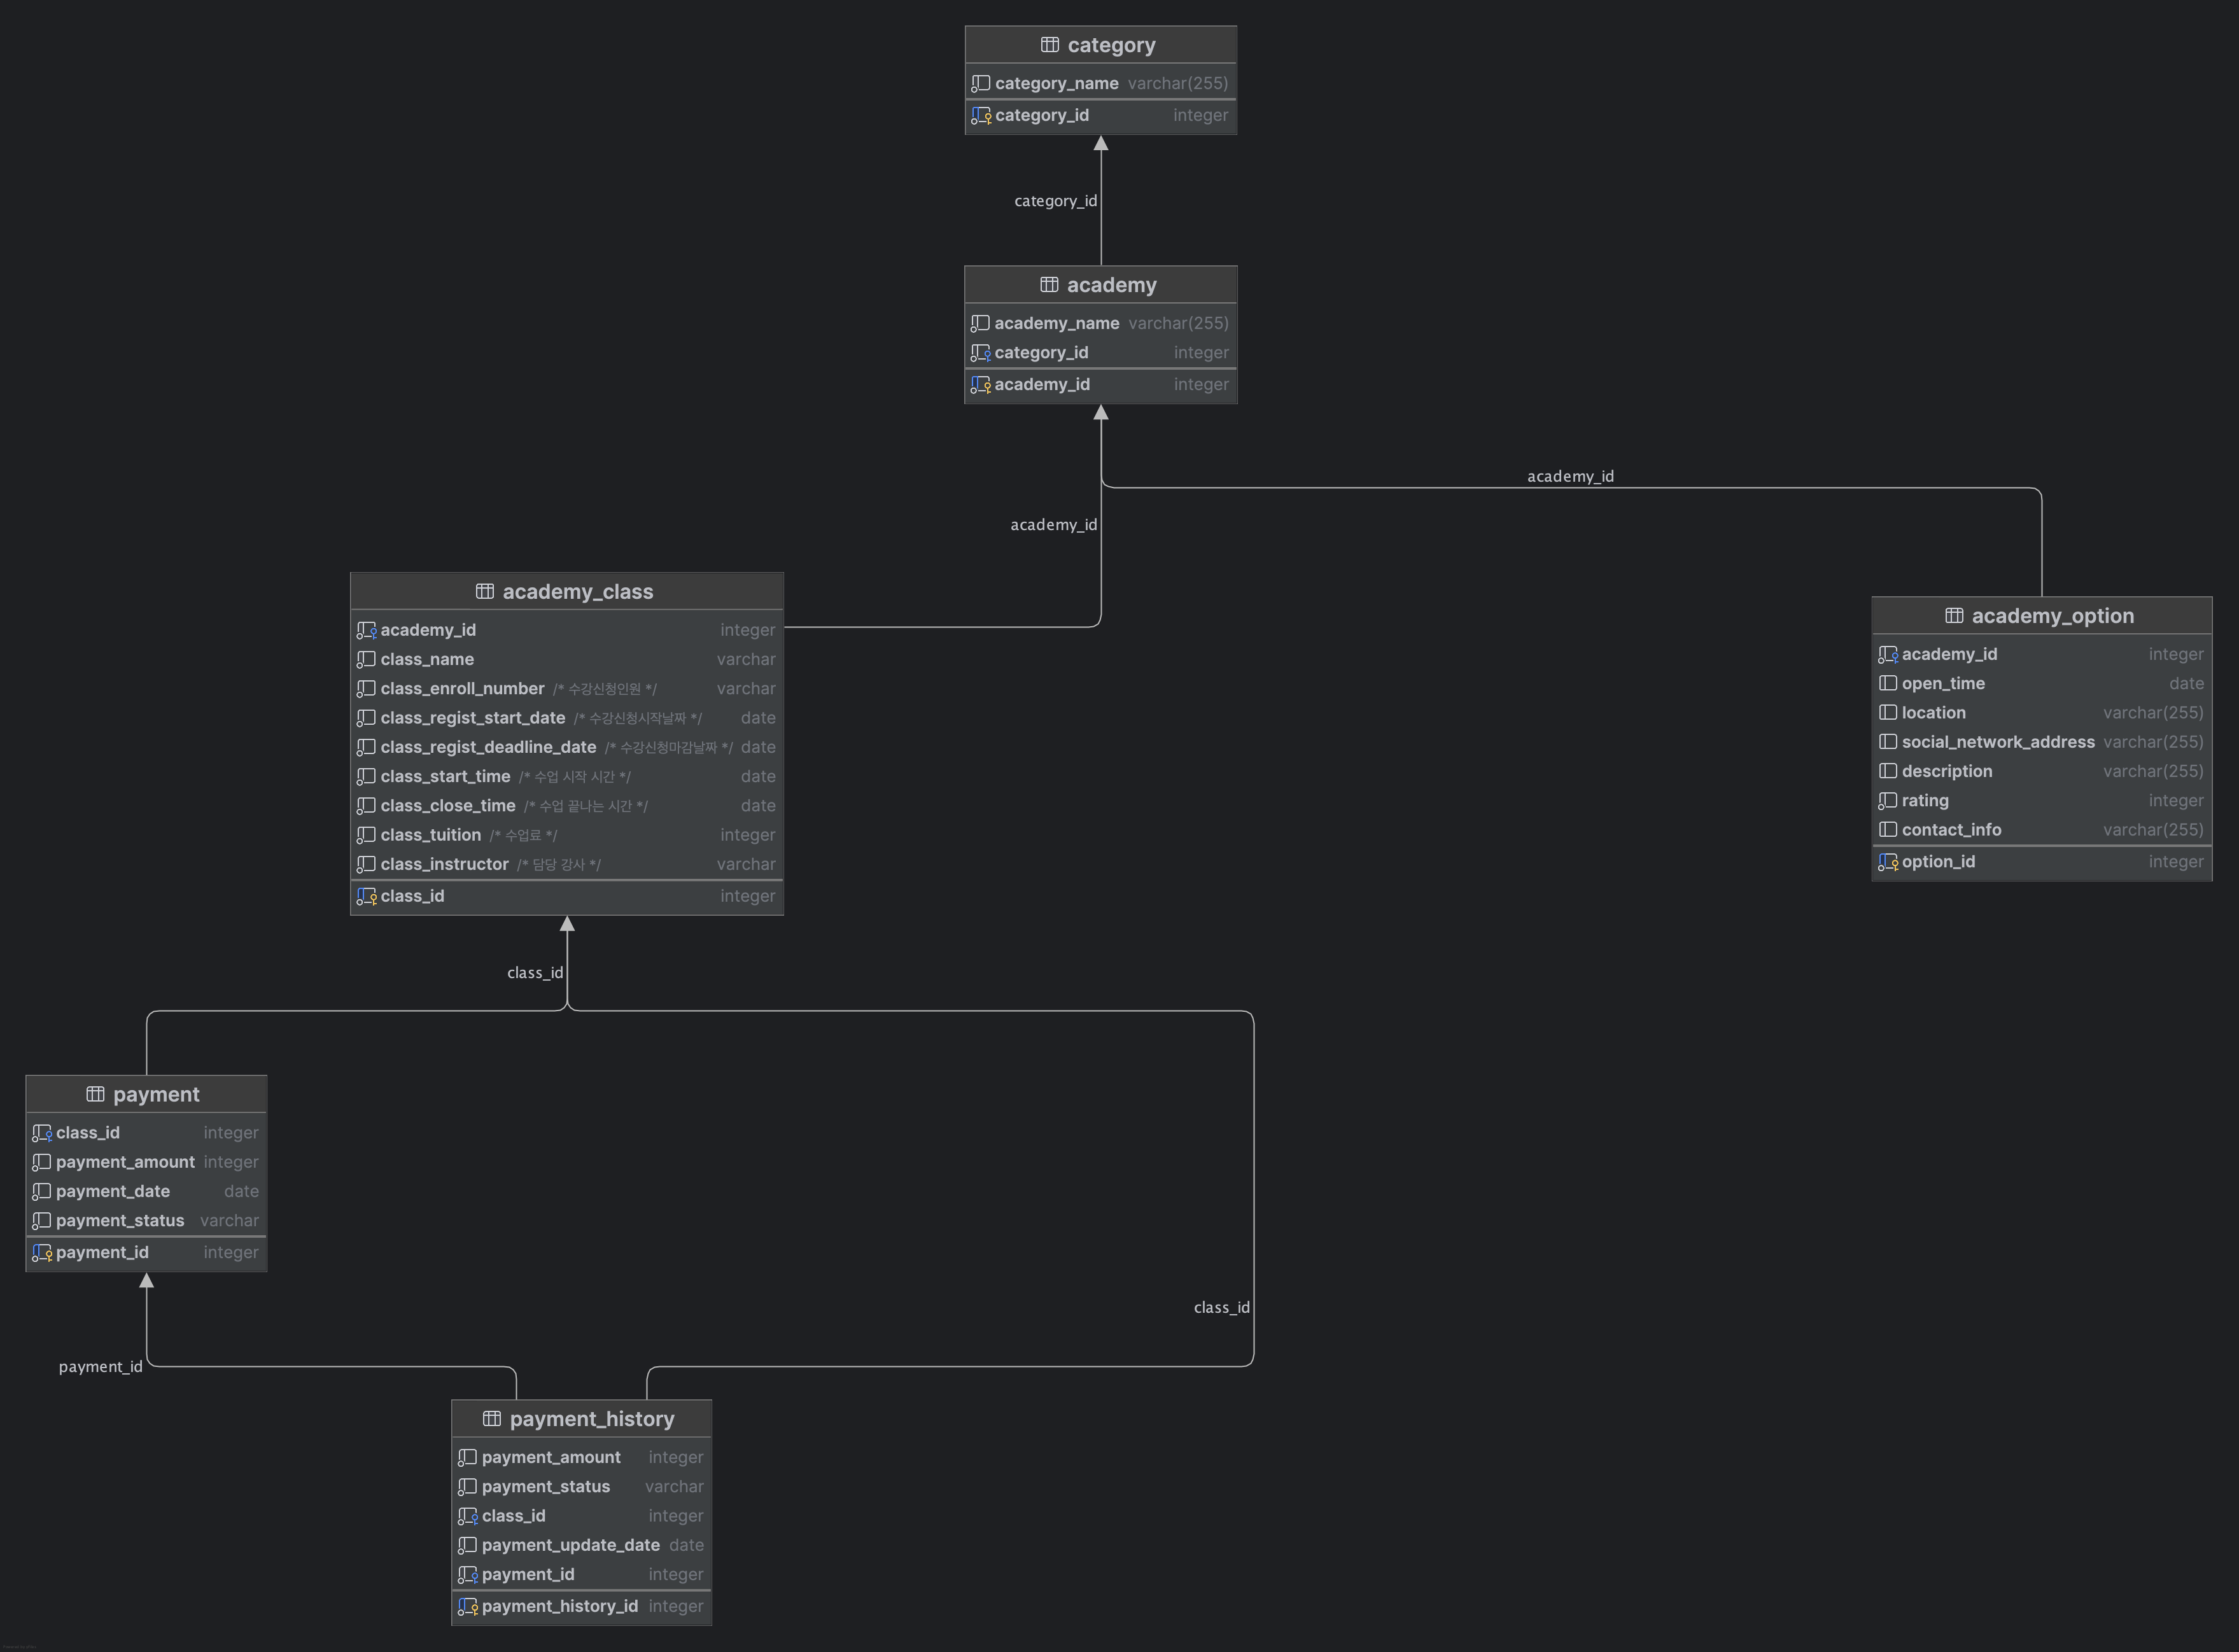 category
category_name varchar(255)
category_id integer
category_id
academy
academy_name varchar(255)
category_id integer
academy_id integer
academy_id
academy_id
academy_class
academy_id integer
class_name varchar
class_enroll_number /* 수강신청인원 */ varchar
class_regist_start_date /* 수강신청시작날짜 */ date
class_regist_deadline_date /* 수강신청마감날짜 */ date
class_start_time /* 수업 시작 시간 */ date
class_close_time /* 수업 끝나는 시간 */ date
class_tuition /* 수업료 */ integer
class_instructor /* 담당 강사 */ varchar
class_id integer
academy_option
academy_id integer
open_time date
location varchar(255)
social_network_address varchar(255)
description varchar(255)
rating integer
contact_info varchar(255)
option_id integer
class_id
payment
class_id integer
payment_amount integer
payment_date date
payment_status varchar
payment_id integer
class_id
payment_id
payment_history
payment_amount integer
payment_status varchar
class_id integer
payment_update_date date
payment_id integer
payment_history_id integer